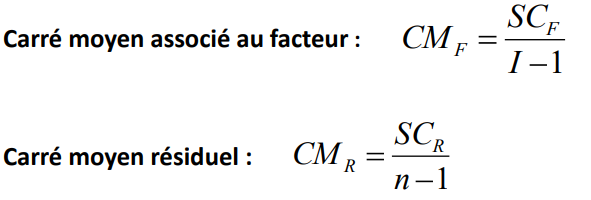 Carré moyen associé au facteur : CM_F = SC_F / I − 1
Carré moyen résiduel : CM_R = SC_R / n − 1